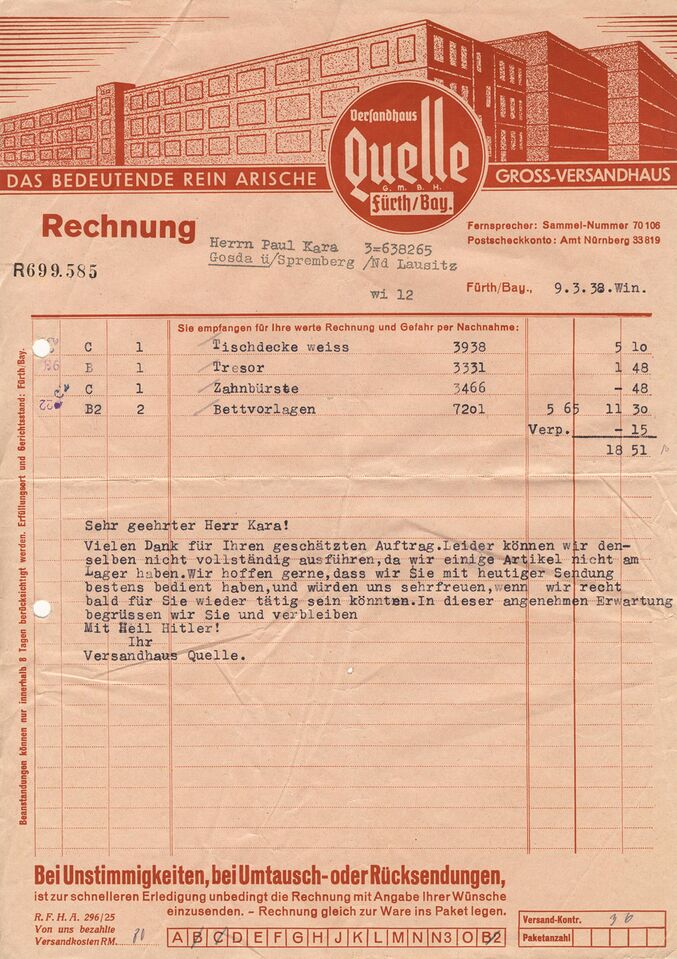 Versandhaus
Quelle
G.M.B.H.
Fürth/Bay.
DAS BEDEUTENDE REIN ARISCHE GROSS-VERSANDHAUS
Rechnung
Fernsprecher: Sammel-Nummer 70106
Postscheckkonto: Amt Nürnberg 33819
Herrn Paul Kara 3=638265
Gosda ü/Spremberg /Nd Lausitz
R699.585
wi 12
Fürth/Bay., 9.3.38.Win.
Sie empfangen für Ihre werte Rechnung und Gefahr per Nachnahme:
C 1 Tischdecke weiss 3938 5 10
B 1 Tresor 3331 1 48
C 1 Zahnbürste 3466 - 48
22 B2 2 Bettvorlagen 7201 5 65 11 30
Verp. - 15
18 51
Sehr geehrter Herr Kara!
Vielen Dank für Ihren geschätzten Auftrag.Leider können wir den-
selben nicht vollständig ausführen,da wir einige Artikel nicht am
Lager haben.Wir hoffen gerne,dass wir Sie mit heutiger Sendung
bestens bedient haben,und würden uns sehrfreuen,wenn wir recht
bald für Sie wieder tätig sein könnten.In dieser angenehmen Erwartung
begrüssen wir Sie und verbleiben
Mit Heil Hitler!
Ihr
Versandhaus Quelle.
Beanstandungen können nur innerhalb 8 Tagen berücksichtigt werden. Erfüllungsort und Gerichtsstand: Fürth/Bay.
Bei Unstimmigkeiten, bei Umtausch- oder Rücksendungen,
ist zur schnelleren Erledigung unbedingt die Rechnung mit Angabe Ihrer Wünsche
einzusenden. – Rechnung gleich zur Ware ins Paket legen.
R.F.H.A. 296/25
Von uns bezahlte
Versandkosten RM. 80
A B C D E F G H J K L M N N3 O B2
Versand-Kontr. 36
Paketanzahl